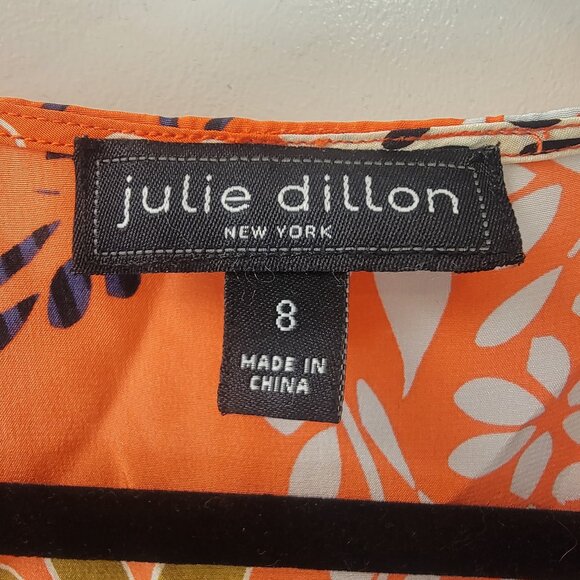 julie dillon
NEW YORK
8
MADE IN
CHINA